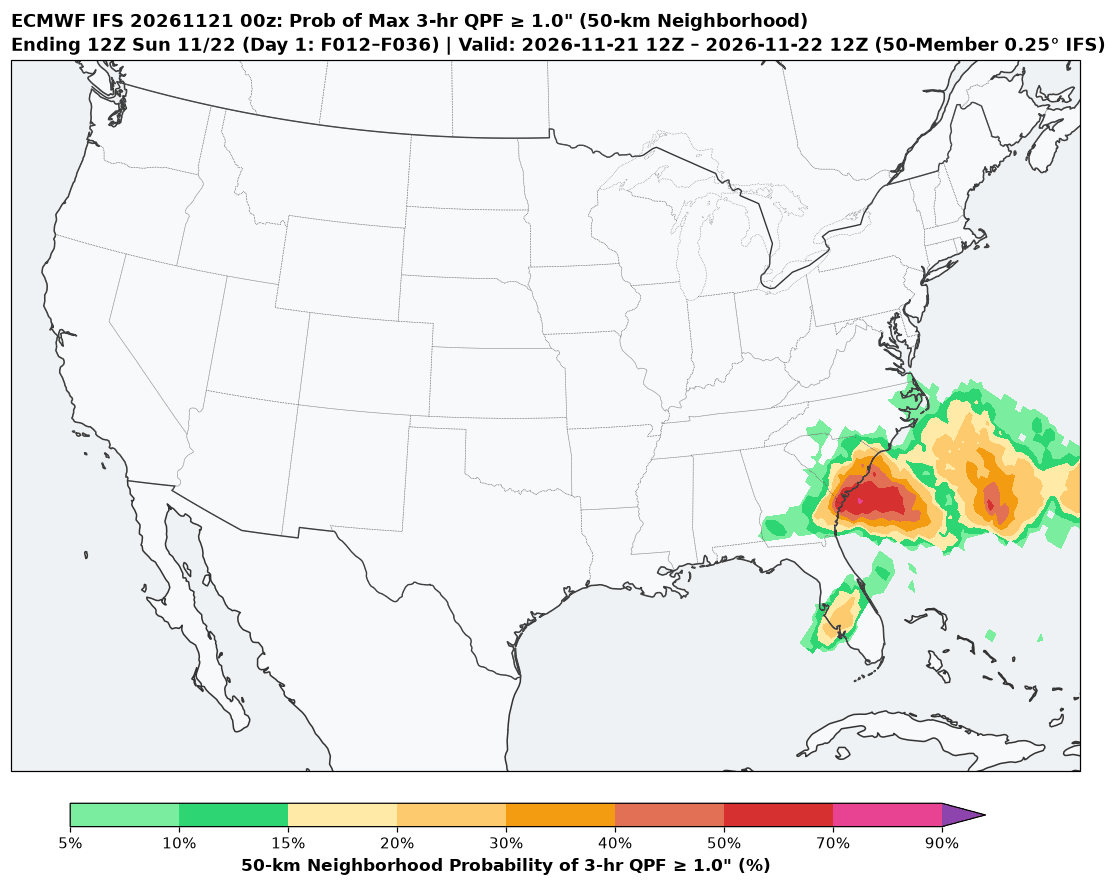 ECMWF IFS 20261121 00z: Prob of Max 3-hr QPF ≥ 1.0" (50-km Neighborhood)
Ending 12Z Sun 11/22 (Day 1: F012–F036) | Valid: 2026-11-21 12Z – 2026-11-22 12Z (50-Member 0.25° IFS)
5% 10% 15% 20% 30% 40% 50% 70% 90%
50-km Neighborhood Probability of 3-hr QPF ≥ 1.0" (%)